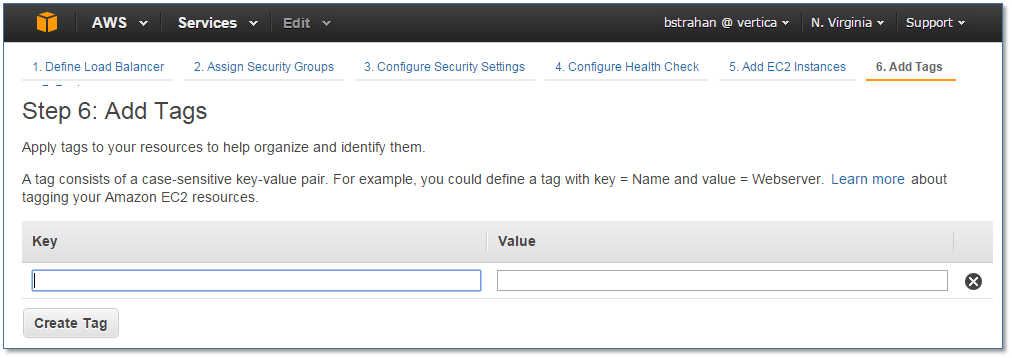 AWS Services Edit bstrahan @ vertica N. Virginia Support
1. Define Load Balancer 2. Assign Security Groups 3. Configure Security Settings 4. Configure Health Check 5. Add EC2 Instances 6. Add Tags
Step 6: Add Tags
Apply tags to your resources to help organize and identify them.
A tag consists of a case-sensitive key-value pair. For example, you could define a tag with key = Name and value = Webserver. Learn more about
tagging your Amazon EC2 resources.
Key Value
Create Tag